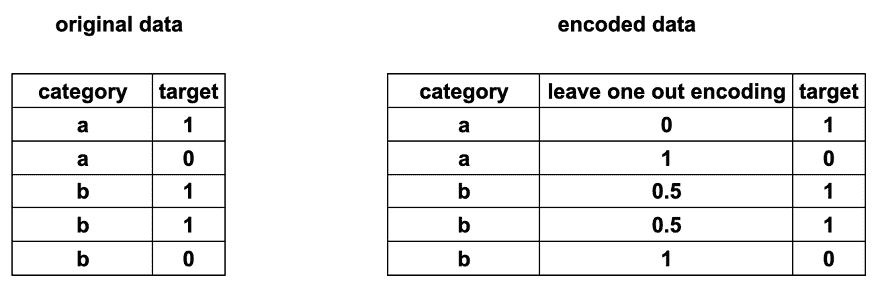 original data encoded data
category target category leave one out encoding target
a 1 a 0 1
a 0 a 1 0
b 1 b 0.5 1
b 1 b 0.5 1
b 0 b 1 0